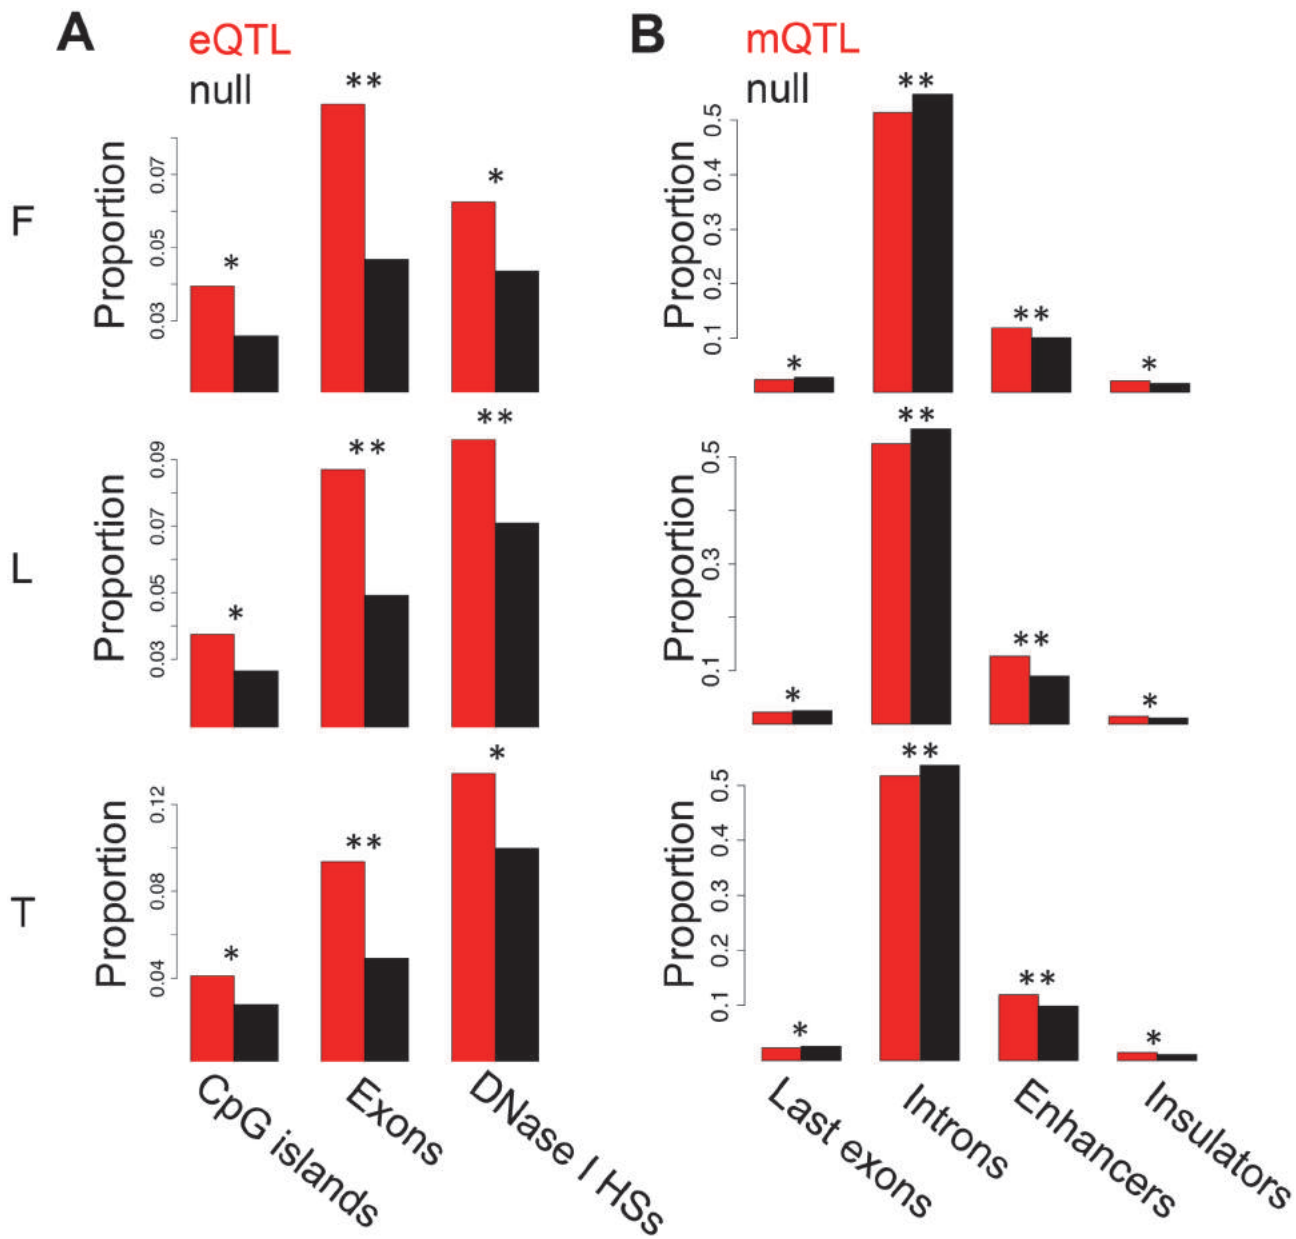 A
eQTL
null
B
mQTL
null
F
Proportion
0.03
0.05
0.07
*
**
*
Proportion
0.1
0.2
0.3
0.4
0.5
*
**
**
*
L
Proportion
0.03
0.05
0.07
0.09
*
**
**
Proportion
0.1
0.3
0.5
*
**
**
*
T
Proportion
0.04
0.08
0.12
*
**
*
Proportion
0.1
0.2
0.3
0.4
0.5
*
**
**
*
CpG islands
Exons
DNase I HSs
Last exons
Introns
Enhancers
Insulators